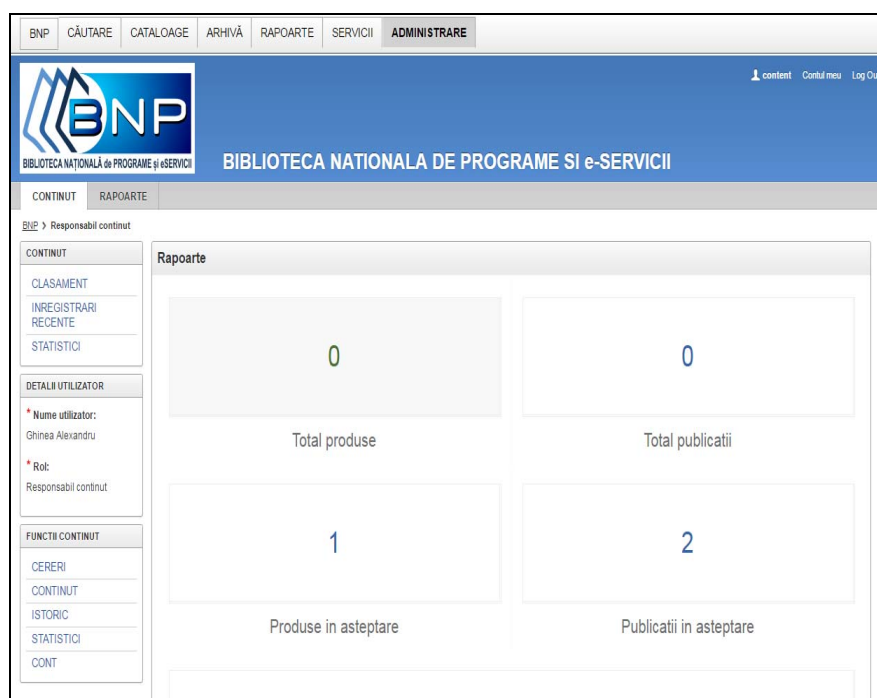 BNP CĂUTARE CATALOAGE ARHIVĂ RAPOARTE SERVICII ADMINISTRARE
content Contul meu Log Ou
BNP
BIBLIOTECA NAȚIONALĂ de PROGRAME și eSERVICII
BIBLIOTECA NATIONALA DE PROGRAME SI e-SERVICII
CONTINUT RAPOARTE
BNP > Responsabil continut
CONTINUT
CLASAMENT
INREGISTRARI
RECENTE
STATISTICI
DETALII UTILIZATOR
* Nume utilizator:
Ghinea Alexandru
* Rol:
Responsabil continut
FUNCTII CONTINUT
CERERI
CONTINUT
ISTORIC
STATISTICI
CONT
Rapoarte
0
Total produse
0
Total publicatii
1
Produse in asteptare
2
Publicatii in asteptare